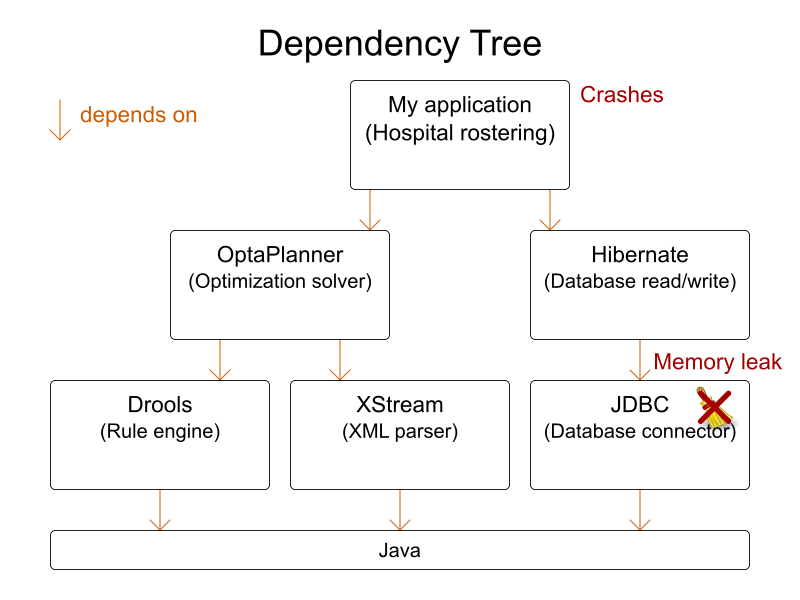 Dependency Tree
depends on
My application
(Hospital rostering)
Crashes
OptaPlanner
(Optimization solver)
Hibernate
(Database read/write)
Memory leak
Drools
(Rule engine)
XStream
(XML parser)
JDBC
(Database connector)
Java